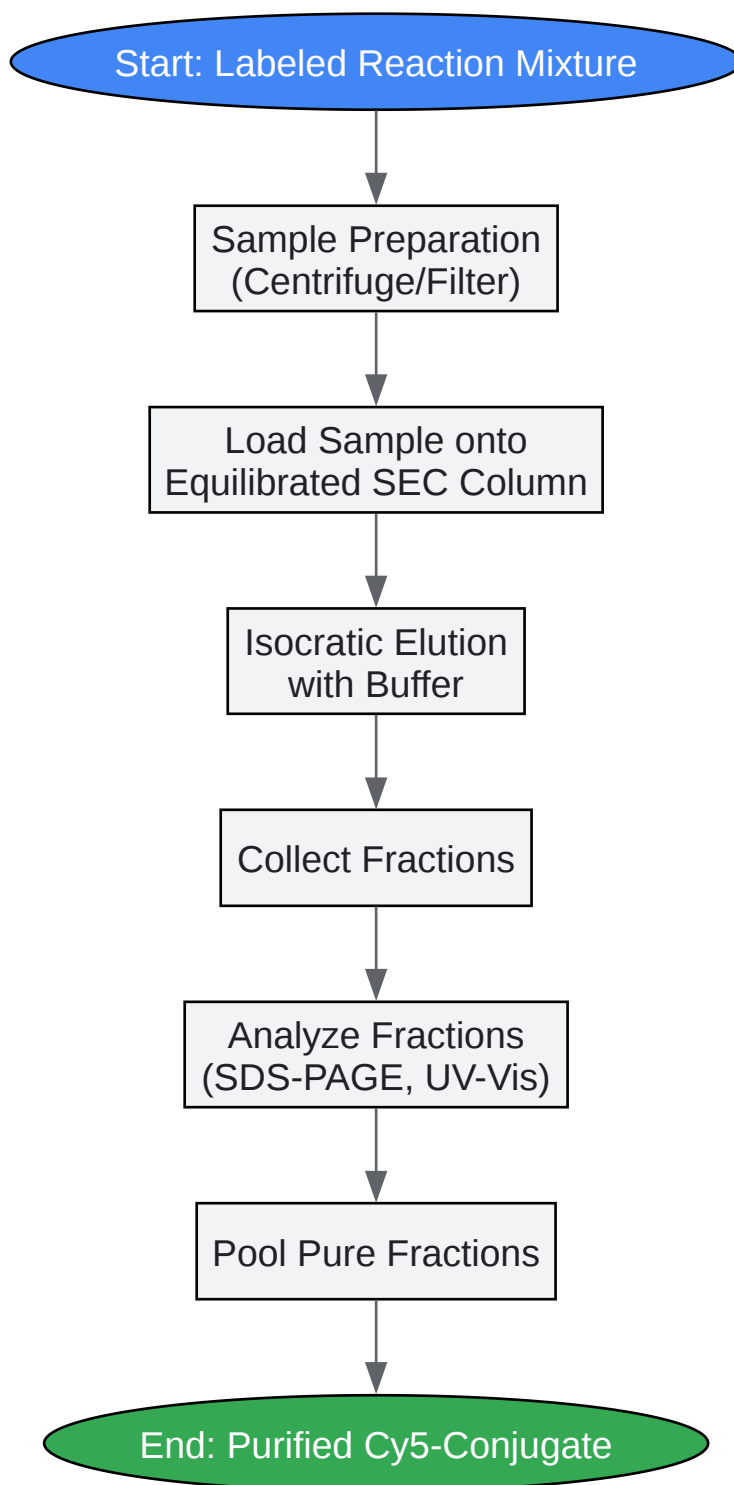 Start: Labeled Reaction Mixture
Sample Preparation
(Centrifuge/Filter)
Load Sample onto
Equilibrated SEC Column
Isocratic Elution
with Buffer
Collect Fractions
Analyze Fractions
(SDS-PAGE, UV-Vis)
Pool Pure Fractions
End: Purified Cy5-Conjugate